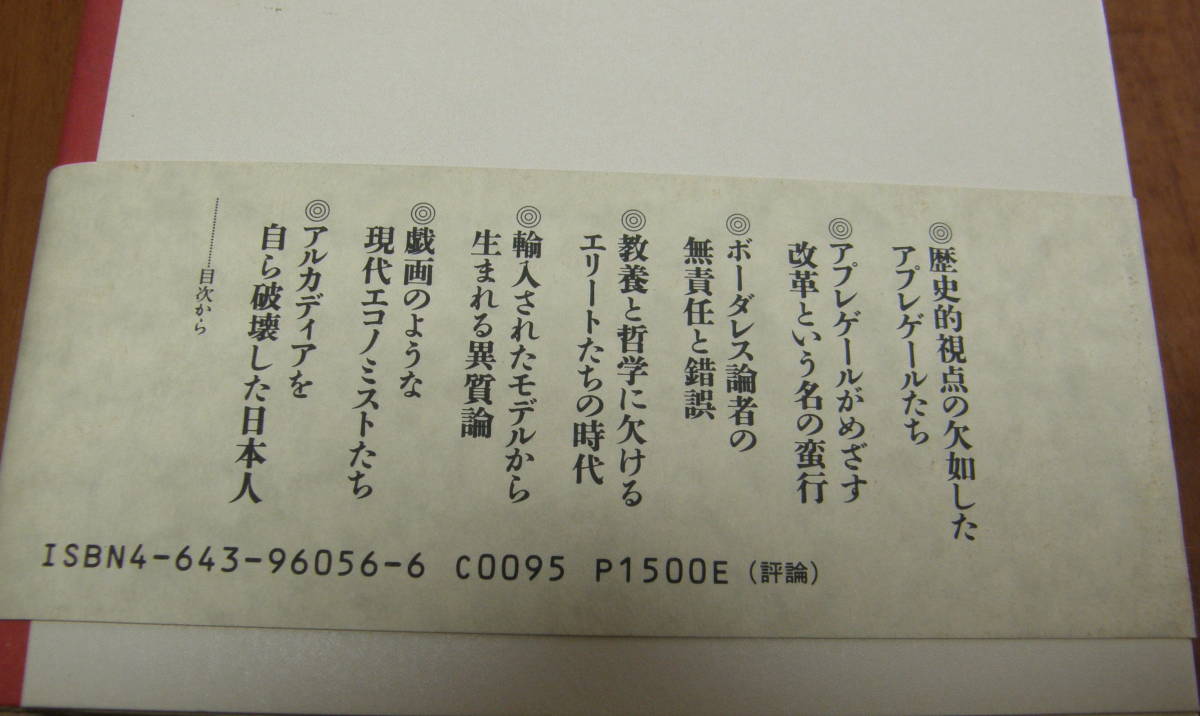 ◎歴史的視点の欠如した
アプレゲールたち
◎アプレゲールがめざす
改革という名の蛮行
◎ボーダレス論者の
無責任と錯誤
◎教養と哲学に欠ける
エリートたちの時代
◎輸入されたモデルから
生まれる異質論
◎戯画のような
現代エコノミストたち
◎アルカディアを
自ら破壊した日本人
…………目次から
ISBN4-643-96056-6 C0095 P1500E (評論)